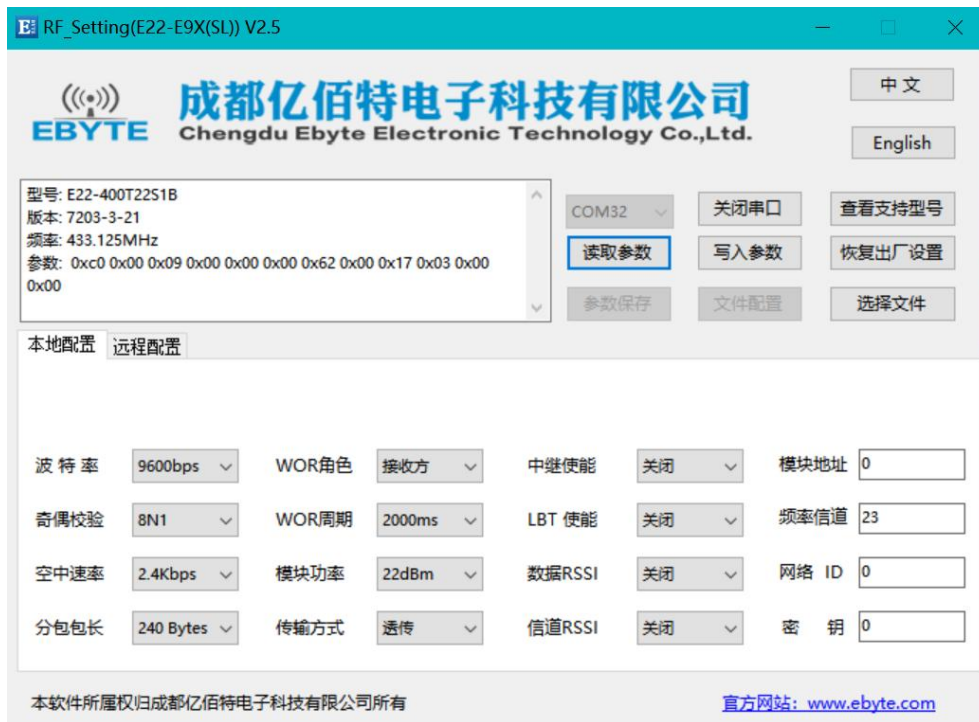 RF_Setting(E22-E9X(SL)) V2.5
EBYTE
成都亿佰特电子科技有限公司
Chengdu Ebyte Electronic Technology Co.,Ltd.
中 文
English
型号: E22-400T22S1B
版本: 7203-3-21
频率: 433.125MHz
参数: 0xc0 0x00 0x09 0x00 0x00 0x00 0x62 0x00 0x17 0x03 0x00
0x00
COM32 关闭串口 查看支持型号
读取参数 写入参数 恢复出厂设置
参数保存 文件配置 选择文件
本地配置 远程配置
波 特 率 9600bps WOR角色 接收方 中继使能 关闭 模块地址 0
奇偶校验 8N1 WOR周期 2000ms LBT 使能 关闭 频率信道 23
空中速率 2.4Kbps 模块功率 22dBm 数据RSSI 关闭 网络 ID 0
分包包长 240 Bytes 传输方式 透传 信道RSSI 关闭 密 钥 0
本软件所属权归成都亿佰特电子科技有限公司所有 官方网站：www.ebyte.com